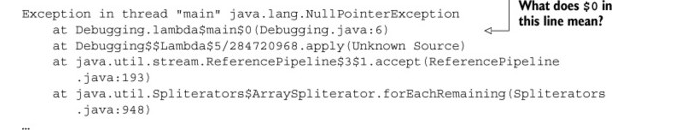 Exception in thread "main" java.lang.NullPointerException
What does $0 in
this line mean?
at Debugging.lambda$main$0(Debugging.java:6)
at Debugging$$Lambda$5/284720968.apply(Unknown Source)
at java.util.stream.ReferencePipeline$3$1.accept(ReferencePipeline
.java:193)
at java.util.Spliterators$ArraySpliterator.forEachRemaining(Spliterators
.java:948)
…